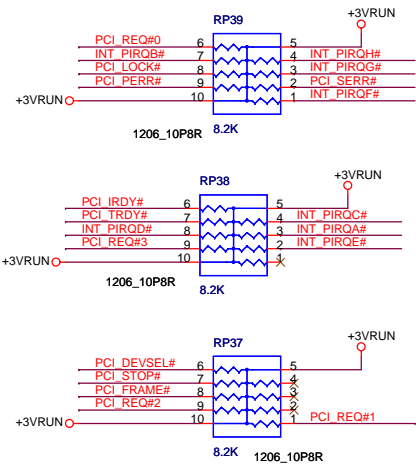 RP39
+3VRUN
PCI_REQ#0 6 5
INT_PIRQB# 7 4 INT_PIRQH#
PCI_LOCK# 8 3 INT_PIRQG#
PCI_PERR# 9 2 PCI_SERR#
+3VRUN 10 1 INT_PIRQF#
1206_10P8R 8.2K
RP38
+3VRUN
PCI_IRDY# 6 5
PCI_TRDY# 7 4 INT_PIRQC#
INT_PIRQD# 8 3 INT_PIRQA#
PCI_REQ#3 9 2 INT_PIRQE#
+3VRUN 10 1
1206_10P8R 8.2K
RP37
+3VRUN
PCI_DEVSEL# 6 5
PCI_STOP# 7 4
PCI_FRAME# 8 3
PCI_REQ#2 9 2
+3VRUN 10 1 PCI_REQ#1
8.2K 1206_10P8R